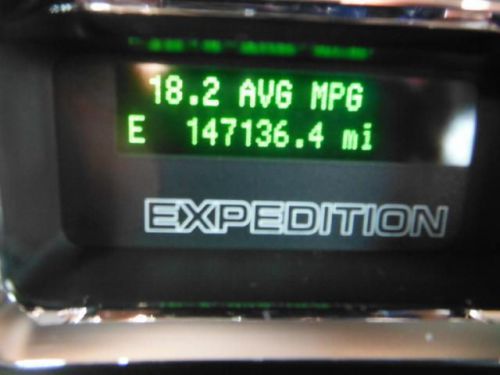 18.2 AVG MPG
E 147136.4 mi
EXPEDITION